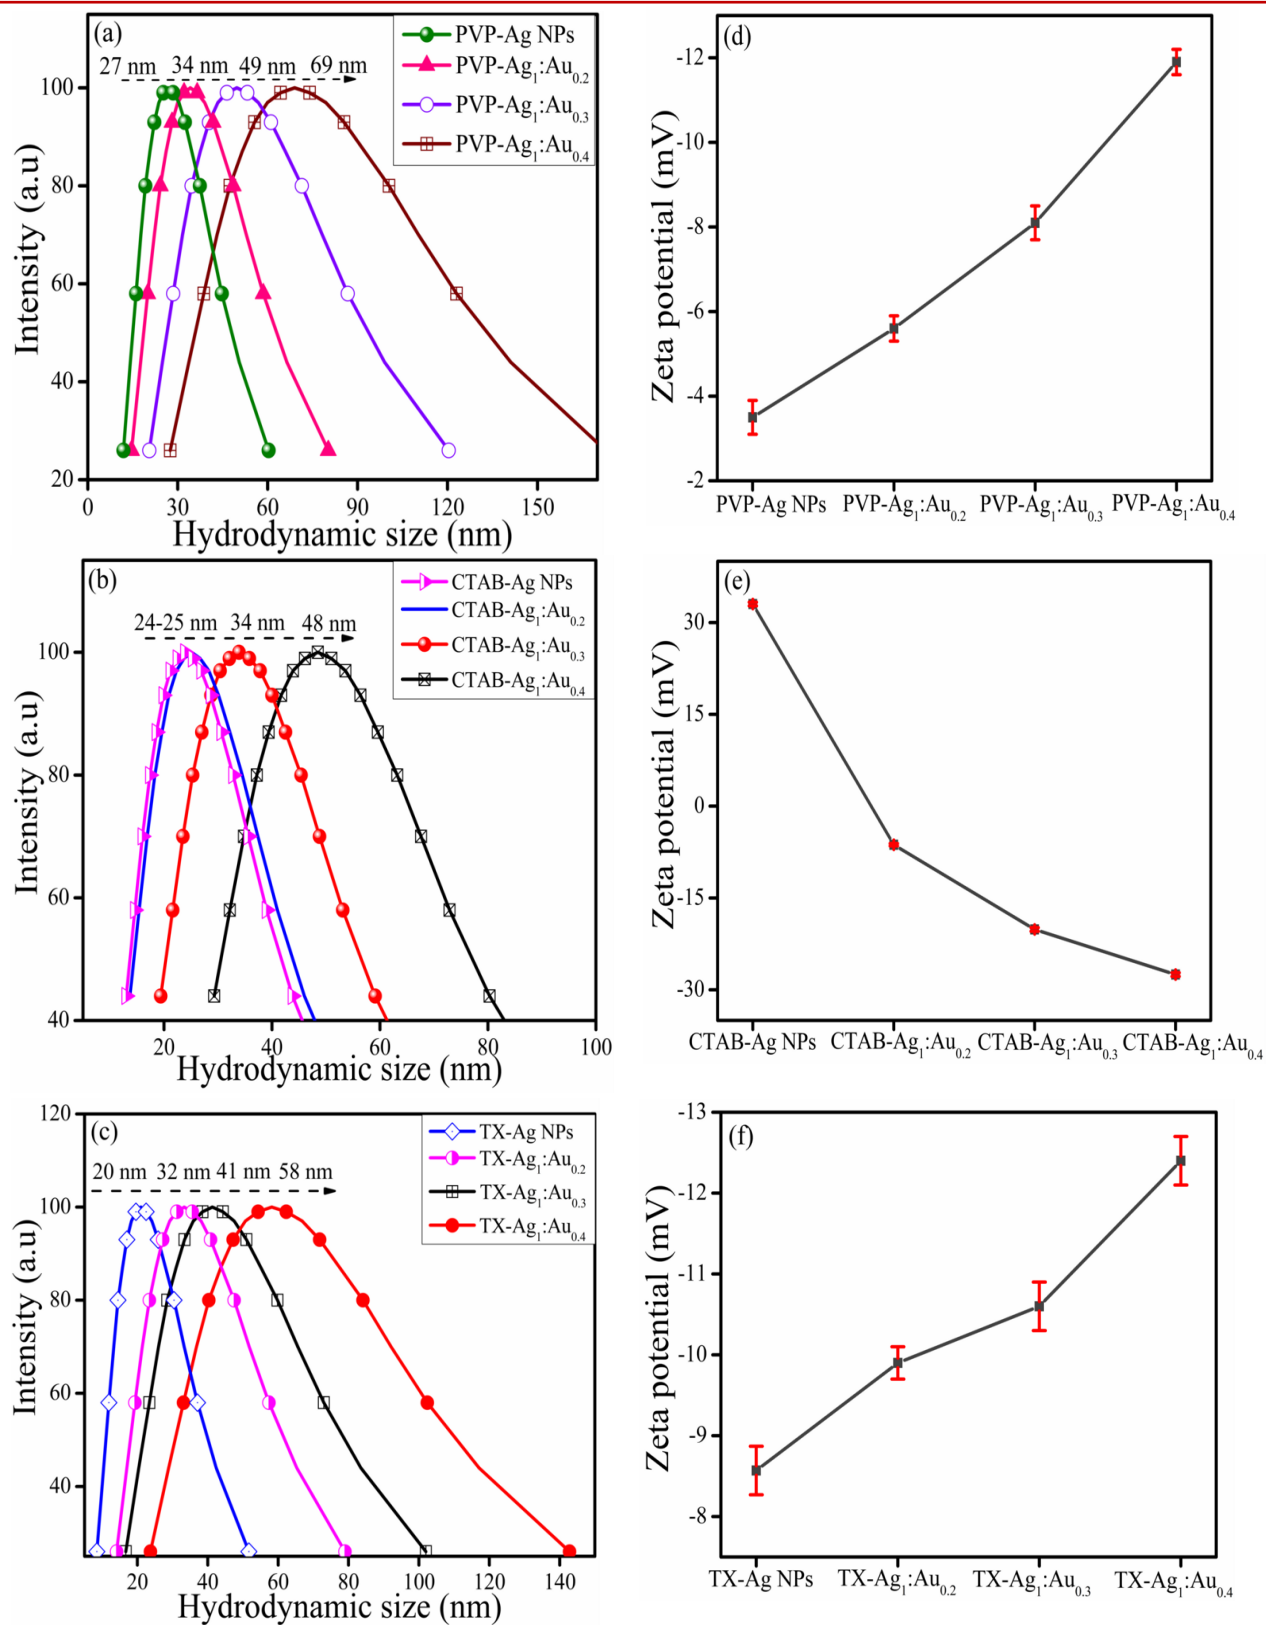 (a)
27 nm 34 nm 49 nm 69 nm
PVP-Ag NPs
PVP-Ag₁:Au₀.₂
PVP-Ag₁:Au₀.₃
PVP-Ag₁:Au₀.₄
Intensity (a.u)
100
80
60
40
20
0 30 60 90 120 150
Hydrodynamic size (nm)
(d)
Zeta potential (mV)
-12
-10
-8
-6
-4
-2
PVP-Ag NPs PVP-Ag₁:Au₀.₂ PVP-Ag₁:Au₀.₃ PVP-Ag₁:Au₀.₄
(b)
24-25 nm 34 nm 48 nm
CTAB-Ag NPs
CTAB-Ag₁:Au₀.₂
CTAB-Ag₁:Au₀.₃
CTAB-Ag₁:Au₀.₄
Intensity (a.u)
100
80
60
40
20 40 60 80 100
Hydrodynamic size (nm)
(e)
Zeta potential (mV)
30
15
0
-15
-30
CTAB-Ag NPs CTAB-Ag₁:Au₀.₂ CTAB-Ag₁:Au₀.₃ CTAB-Ag₁:Au₀.₄
(c)
20 nm 32 nm 41 nm 58 nm
TX-Ag NPs
TX-Ag₁:Au₀.₂
TX-Ag₁:Au₀.₃
TX-Ag₁:Au₀.₄
Intensity (a.u)
120
100
80
60
40
20 40 60 80 100 120 140
Hydrodynamic size (nm)
(f)
Zeta potential (mV)
-13
-12
-11
-10
-9
-8
TX-Ag NPs TX-Ag₁:Au₀.₂ TX-Ag₁:Au₀.₃ TX-Ag₁:Au₀.₄